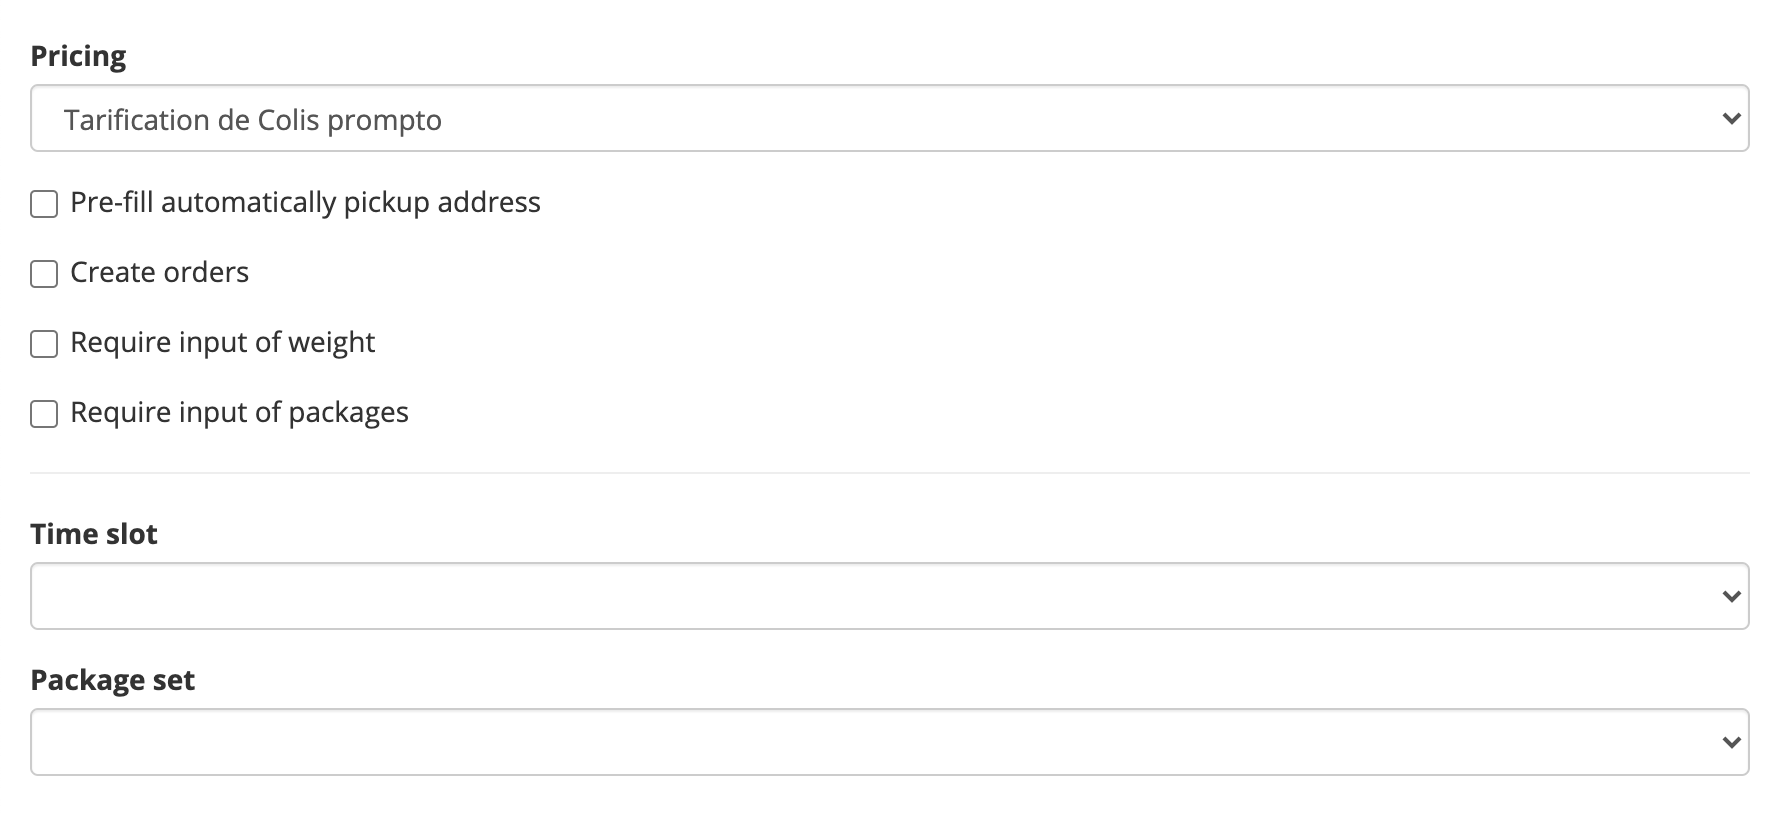 Pricing
Tarification de Colis prompto
Pre-fill automatically pickup address
Create orders
Require input of weight
Require input of packages
Time slot
Package set